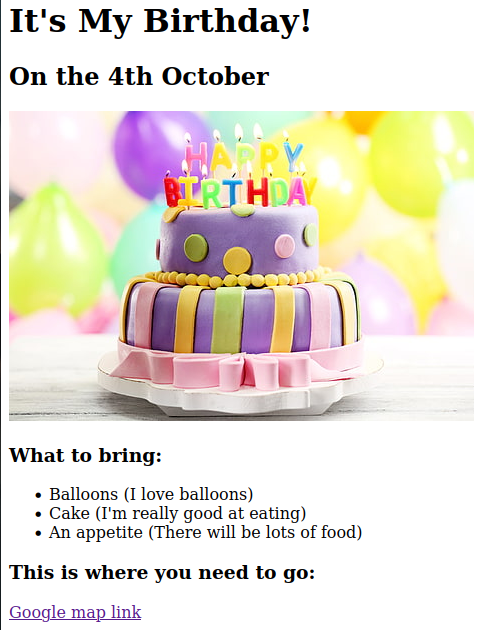 It's My Birthday!
On the 4th October
HAPPY
BIRTHDAY
What to bring:
Balloons (I love balloons)
Cake (I'm really good at eating)
An appetite (There will be lots of food)
This is where you need to go:
Google map link